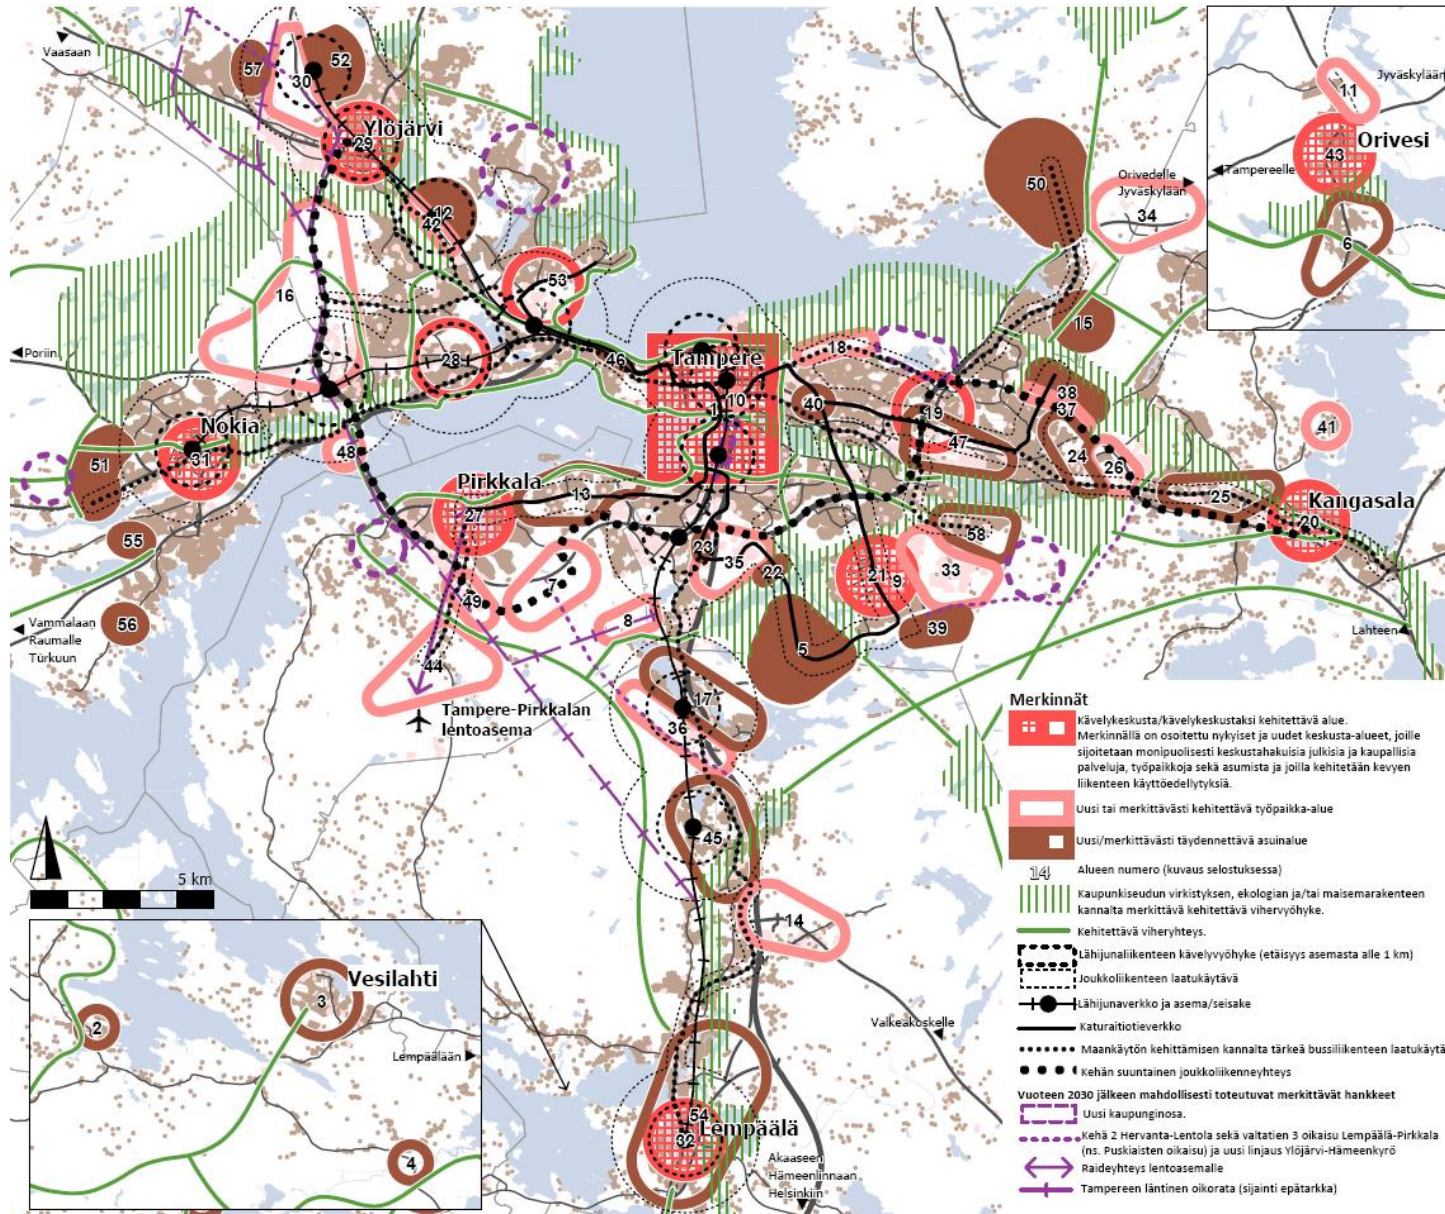 Vaasaan
57
52
30
Ylöjärvi
29
12
42
50
Orivedelle
Jyväskylään
34
11
Jyväskylään
Orivesi
43
Tampereelle
6
16
53
15
Poriin
28
46
Tampere
18
10
1
40
19
38
37
47
24
26
41
Nokia
31
51
48
Pirkkala
13
27
25
Kangasala
20
55
23
35
22
58
21
9
33
7
49
8
56
Vammalaan
Raumalle
Turkuun
39
5
Lahteen
44
Tampere-Pirkkalan
lentoasema
17
36
45
14
5 km
Vesilahti
3
2
Lempäälään
4
Valkeakoskelle
54
Lempäälä
32
Akaaseen
Hämeenlinnaan
Helsinkiin
Merkinnät
Kävelykeskusta/kävelykeskustaksi kehitettävä alue.
Merkinnällä on osoitettu nykyiset ja uudet keskusta-alueet, joille
sijoitetaan monipuolisesti keskustahakuisia julkisia ja kaupallisia
palveluja, työpaikkoja sekä asumista ja joilla kehitetään kevyen
liikenteen käyttöedellytyksiä.
Uusi tai merkittävästi kehitettävä työpaikka-alue
Uusi/merkittävästi täydennettävä asuinalue
14 Alueen numero (kuvaus selostuksessa)
Kaupunkiseudun virkistyksen, ekologian ja/tai maisemarakenteen
kannalta merkittävä kehitettävä vihervyöhyke.
Kehitettävä viheryhteys.
Lähijunaliikenteen kävelyvyöhyke (etäisyys asemasta alle 1 km)
Joukkoliikenteen laatukäytävä
Lähijunaverkko ja asema/seisake
Katuraitiotieverkko
Maankäytön kehittämisen kannalta tärkeä bussiliikenteen laatukäytä
Kehän suuntainen joukkoliikenneyhteys
Vuoteen 2030 jälkeen mahdollisesti toteutuvat merkittävät hankkeet
Uusi kaupunginosa.
Kehä 2 Hervanta-Lentola sekä valtatien 3 oikaisu Lempäälä-Pirkkala
(ns. Puskiaisten oikaisu) ja uusi linjaus Ylöjärvi-Hämeenkyrö
Raideyhteys lentoasemalle
Tampereen läntinen oikorata (sijainti epätarkka)